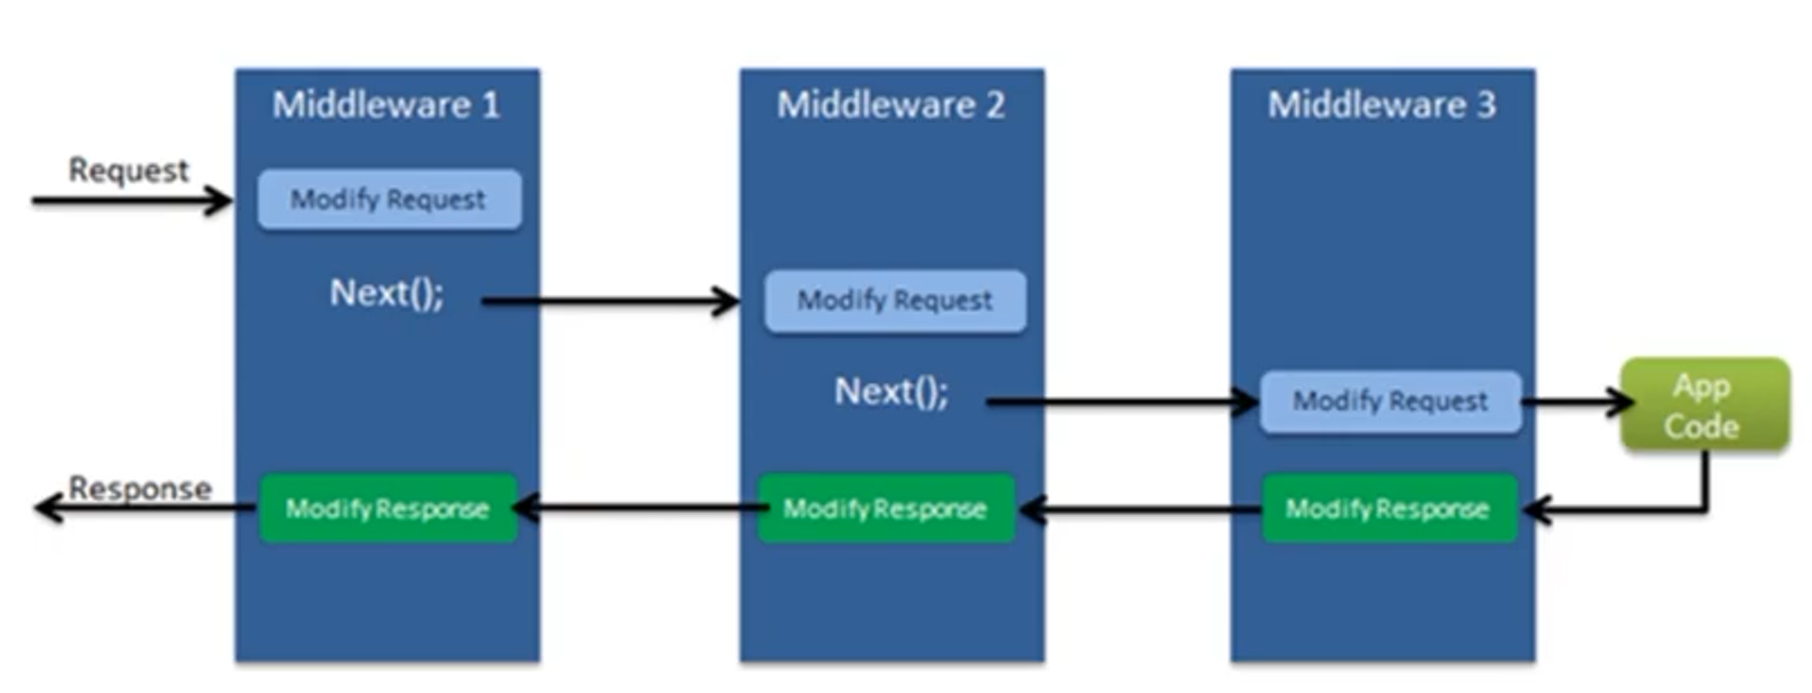 Middleware 1
Middleware 2
Middleware 3
Request
Modify Request
Next();
Modify Request
Next();
Modify Request
App
Code
Response
Modify Response
Modify Response
Modify Response